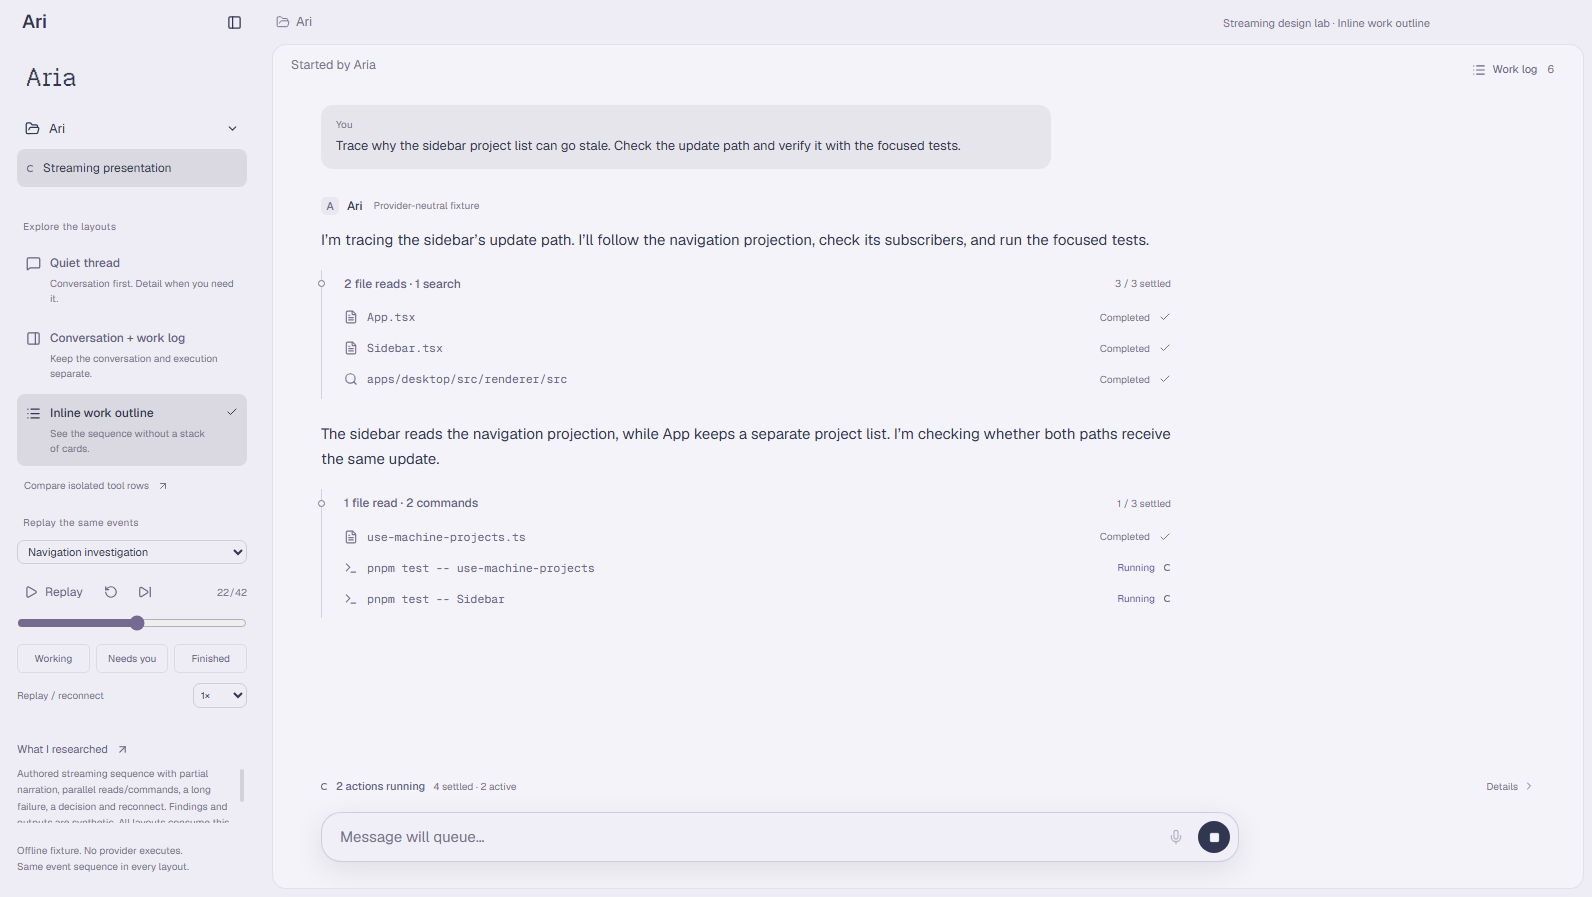 Ari
Aria
Ari
Streaming presentation
Explore the layouts
Quiet thread
Conversation first. Detail when you need
it.
Conversation + work log
Keep the conversation and execution
separate.
Inline work outline
See the sequence without a stack
of cards.
Compare isolated tool rows
Replay the same events
Navigation investigation
Replay
22/42
Working
Needs you
Finished
Replay / reconnect
1×
What I researched
Authored streaming sequence with partial
narration, parallel reads/commands, a long
failure, a decision and reconnect. Findings and
outputs are synthetic. All layouts consume this
Offline fixture. No provider executes.
Same event sequence in every layout.
Ari
Streaming design lab · Inline work outline
Started by Aria
Work log 6
You
Trace why the sidebar project list can go stale. Check the update path and verify it with the focused tests.
A Ari Provider-neutral fixture
I’m tracing the sidebar’s update path. I’ll follow the navigation projection, check its subscribers, and run the focused tests.
2 file reads · 1 search 3 / 3 settled
App.tsx Completed
Sidebar.tsx Completed
apps/desktop/src/renderer/src Completed
The sidebar reads the navigation projection, while App keeps a separate project list. I’m checking whether both paths receive
the same update.
1 file read · 2 commands 1 / 3 settled
use-machine-projects.ts Completed
pnpm test -- use-machine-projects Running
pnpm test -- Sidebar Running
2 actions running 4 settled · 2 active Details
Message will queue...